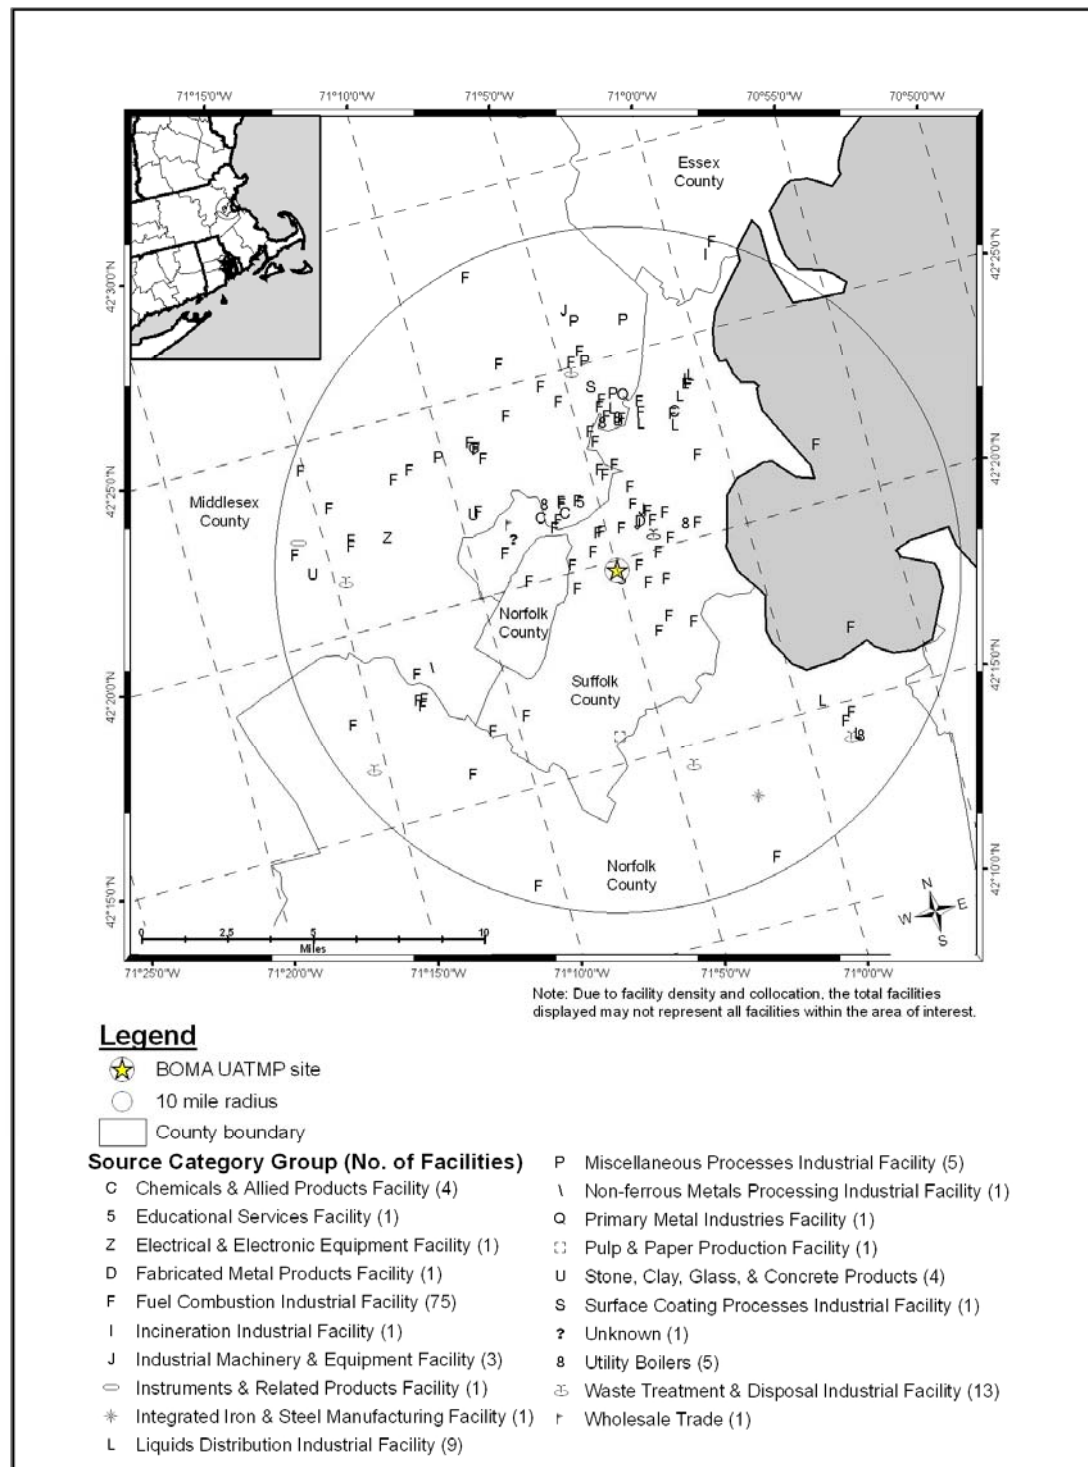 71°15'0"W 71°10'0"W 71°5'0"W 71°0'0"W 70°55'0"W 70°50'0"W
Essex
County
42°30'0"N
42°25'0"N
42°20'0"N
42°15'0"N
42°25'0"N
42°20'0"N
42°15'0"N
42°10'0"N
Middlesex
County
Norfolk
County
Suffolk
County
Norfolk
County
N
W E
S
0 2.5 5 10
Miles
71°25'0"W 71°20'0"W 71°15'0"W 71°10'0"W 71°5'0"W 71°0'0"W
Note: Due to facility density and collocation, the total facilities
displayed may not represent all facilities within the area of interest.
Legend
BOMA UATMP site
10 mile radius
County boundary
Source Category Group (No. of Facilities)
C Chemicals & Allied Products Facility (4)
5 Educational Services Facility (1)
Z Electrical & Electronic Equipment Facility (1)
D Fabricated Metal Products Facility (1)
F Fuel Combustion Industrial Facility (75)
I Incineration Industrial Facility (1)
J Industrial Machinery & Equipment Facility (3)
Instruments & Related Products Facility (1)
Integrated Iron & Steel Manufacturing Facility (1)
L Liquids Distribution Industrial Facility (9)
P Miscellaneous Processes Industrial Facility (5)
\ Non-ferrous Metals Processing Industrial Facility (1)
Q Primary Metal Industries Facility (1)
Pulp & Paper Production Facility (1)
U Stone, Clay, Glass, & Concrete Products (4)
S Surface Coating Processes Industrial Facility (1)
? Unknown (1)
8 Utility Boilers (5)
Waste Treatment & Disposal Industrial Facility (13)
Wholesale Trade (1)